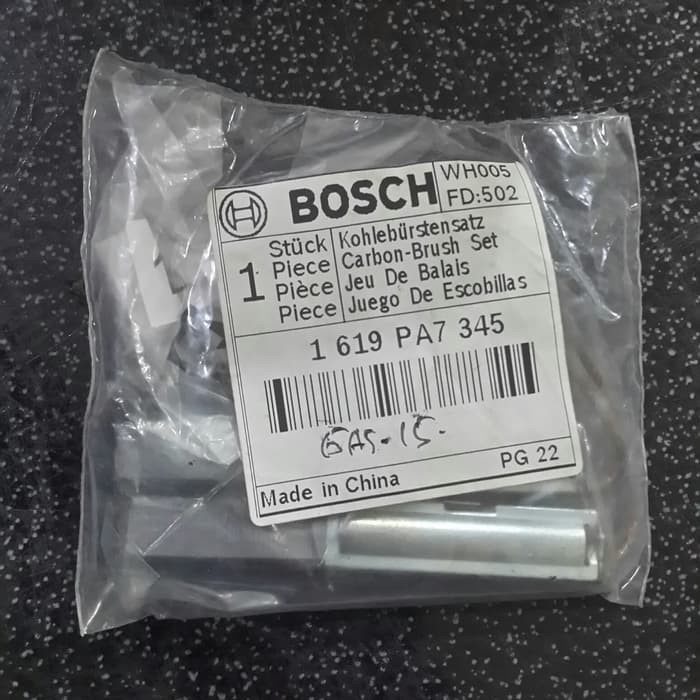 BOSCH
WH005
FD:502
1
Stück
Piece
Pièce
Piece
Kohlebürstensatz
Carbon-Brush Set
Jeu De Balais
Juego De Escobillas
1 619 PA7 345
GAS-15-
PG 22
Made in China